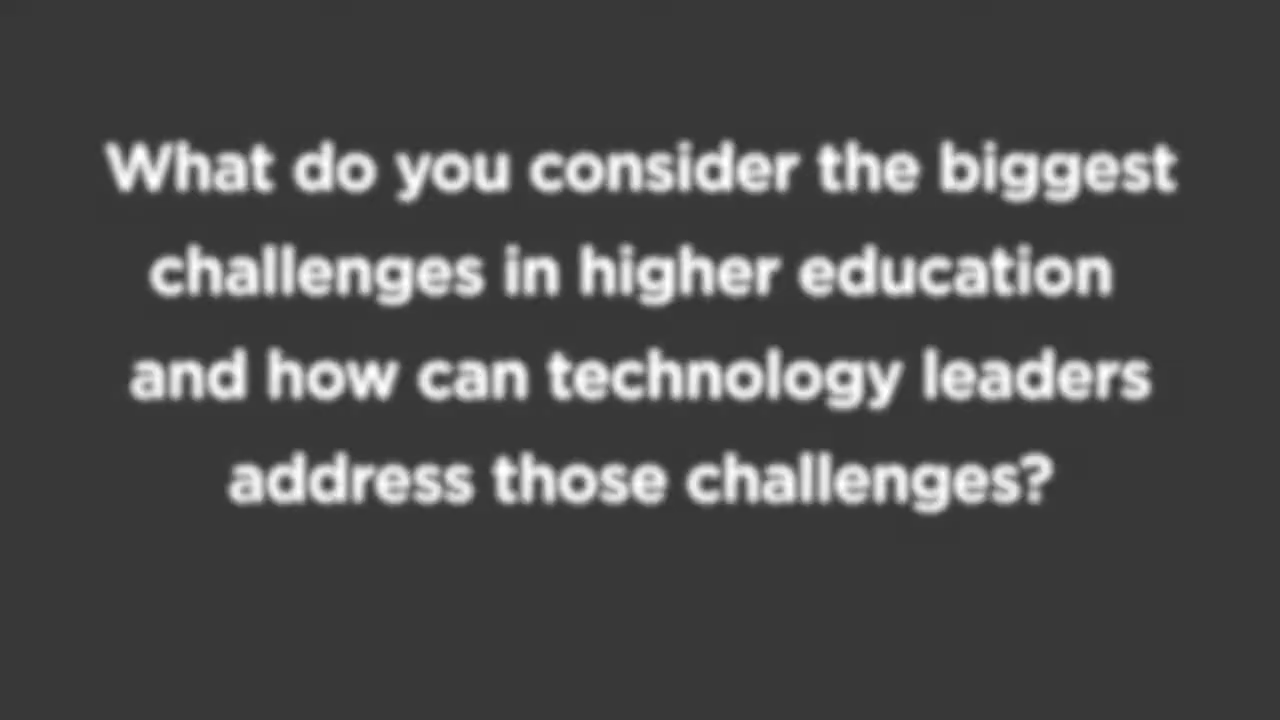 What do you consider the biggest
challenges in higher education
and how can technology leaders
address those challenges?